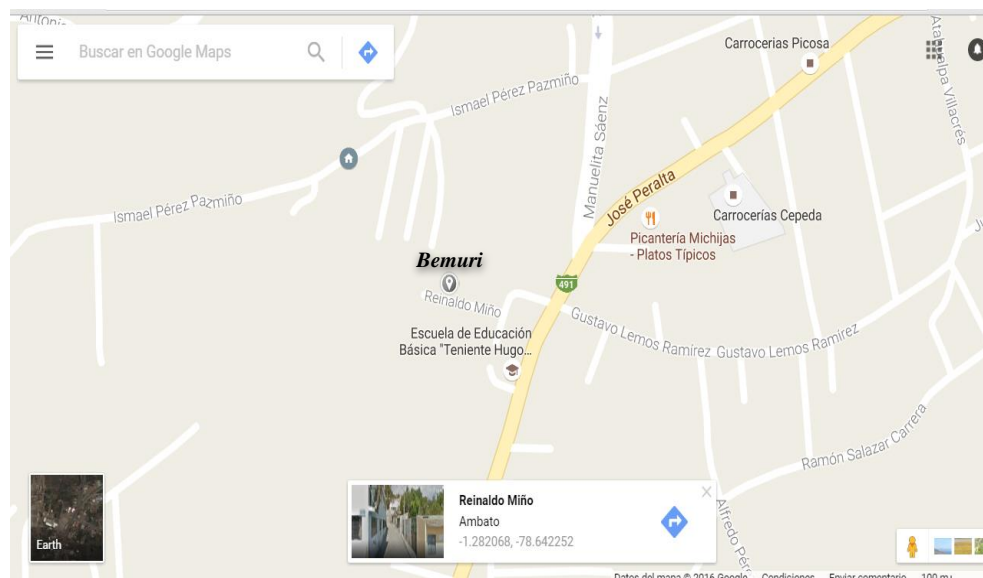 Antonio
Buscar en Google Maps
Carrocerias Picosa
Atahualpa Villacrés
Ismael Pérez Pazmiño
Manuelita Sáenz
José Peralta
Carrocerías Cepeda
Ismael Pérez Pazmiño
Picantería Michijas
- Platos Típicos
Bemuri
491
Reinaldo Miño
Gustavo Lemos Ramírez Gustavo Lemos Ramírez
Escuela de Educación
Básica "Teniente Hugo...
Ramón Salazar Carrera
Reinaldo Miño
Ambato
-1.282068, -78.642252
Alfredo Pér
Earth
Datos del mapa © 2016 Google Condiciones Enviar comentario 100 m